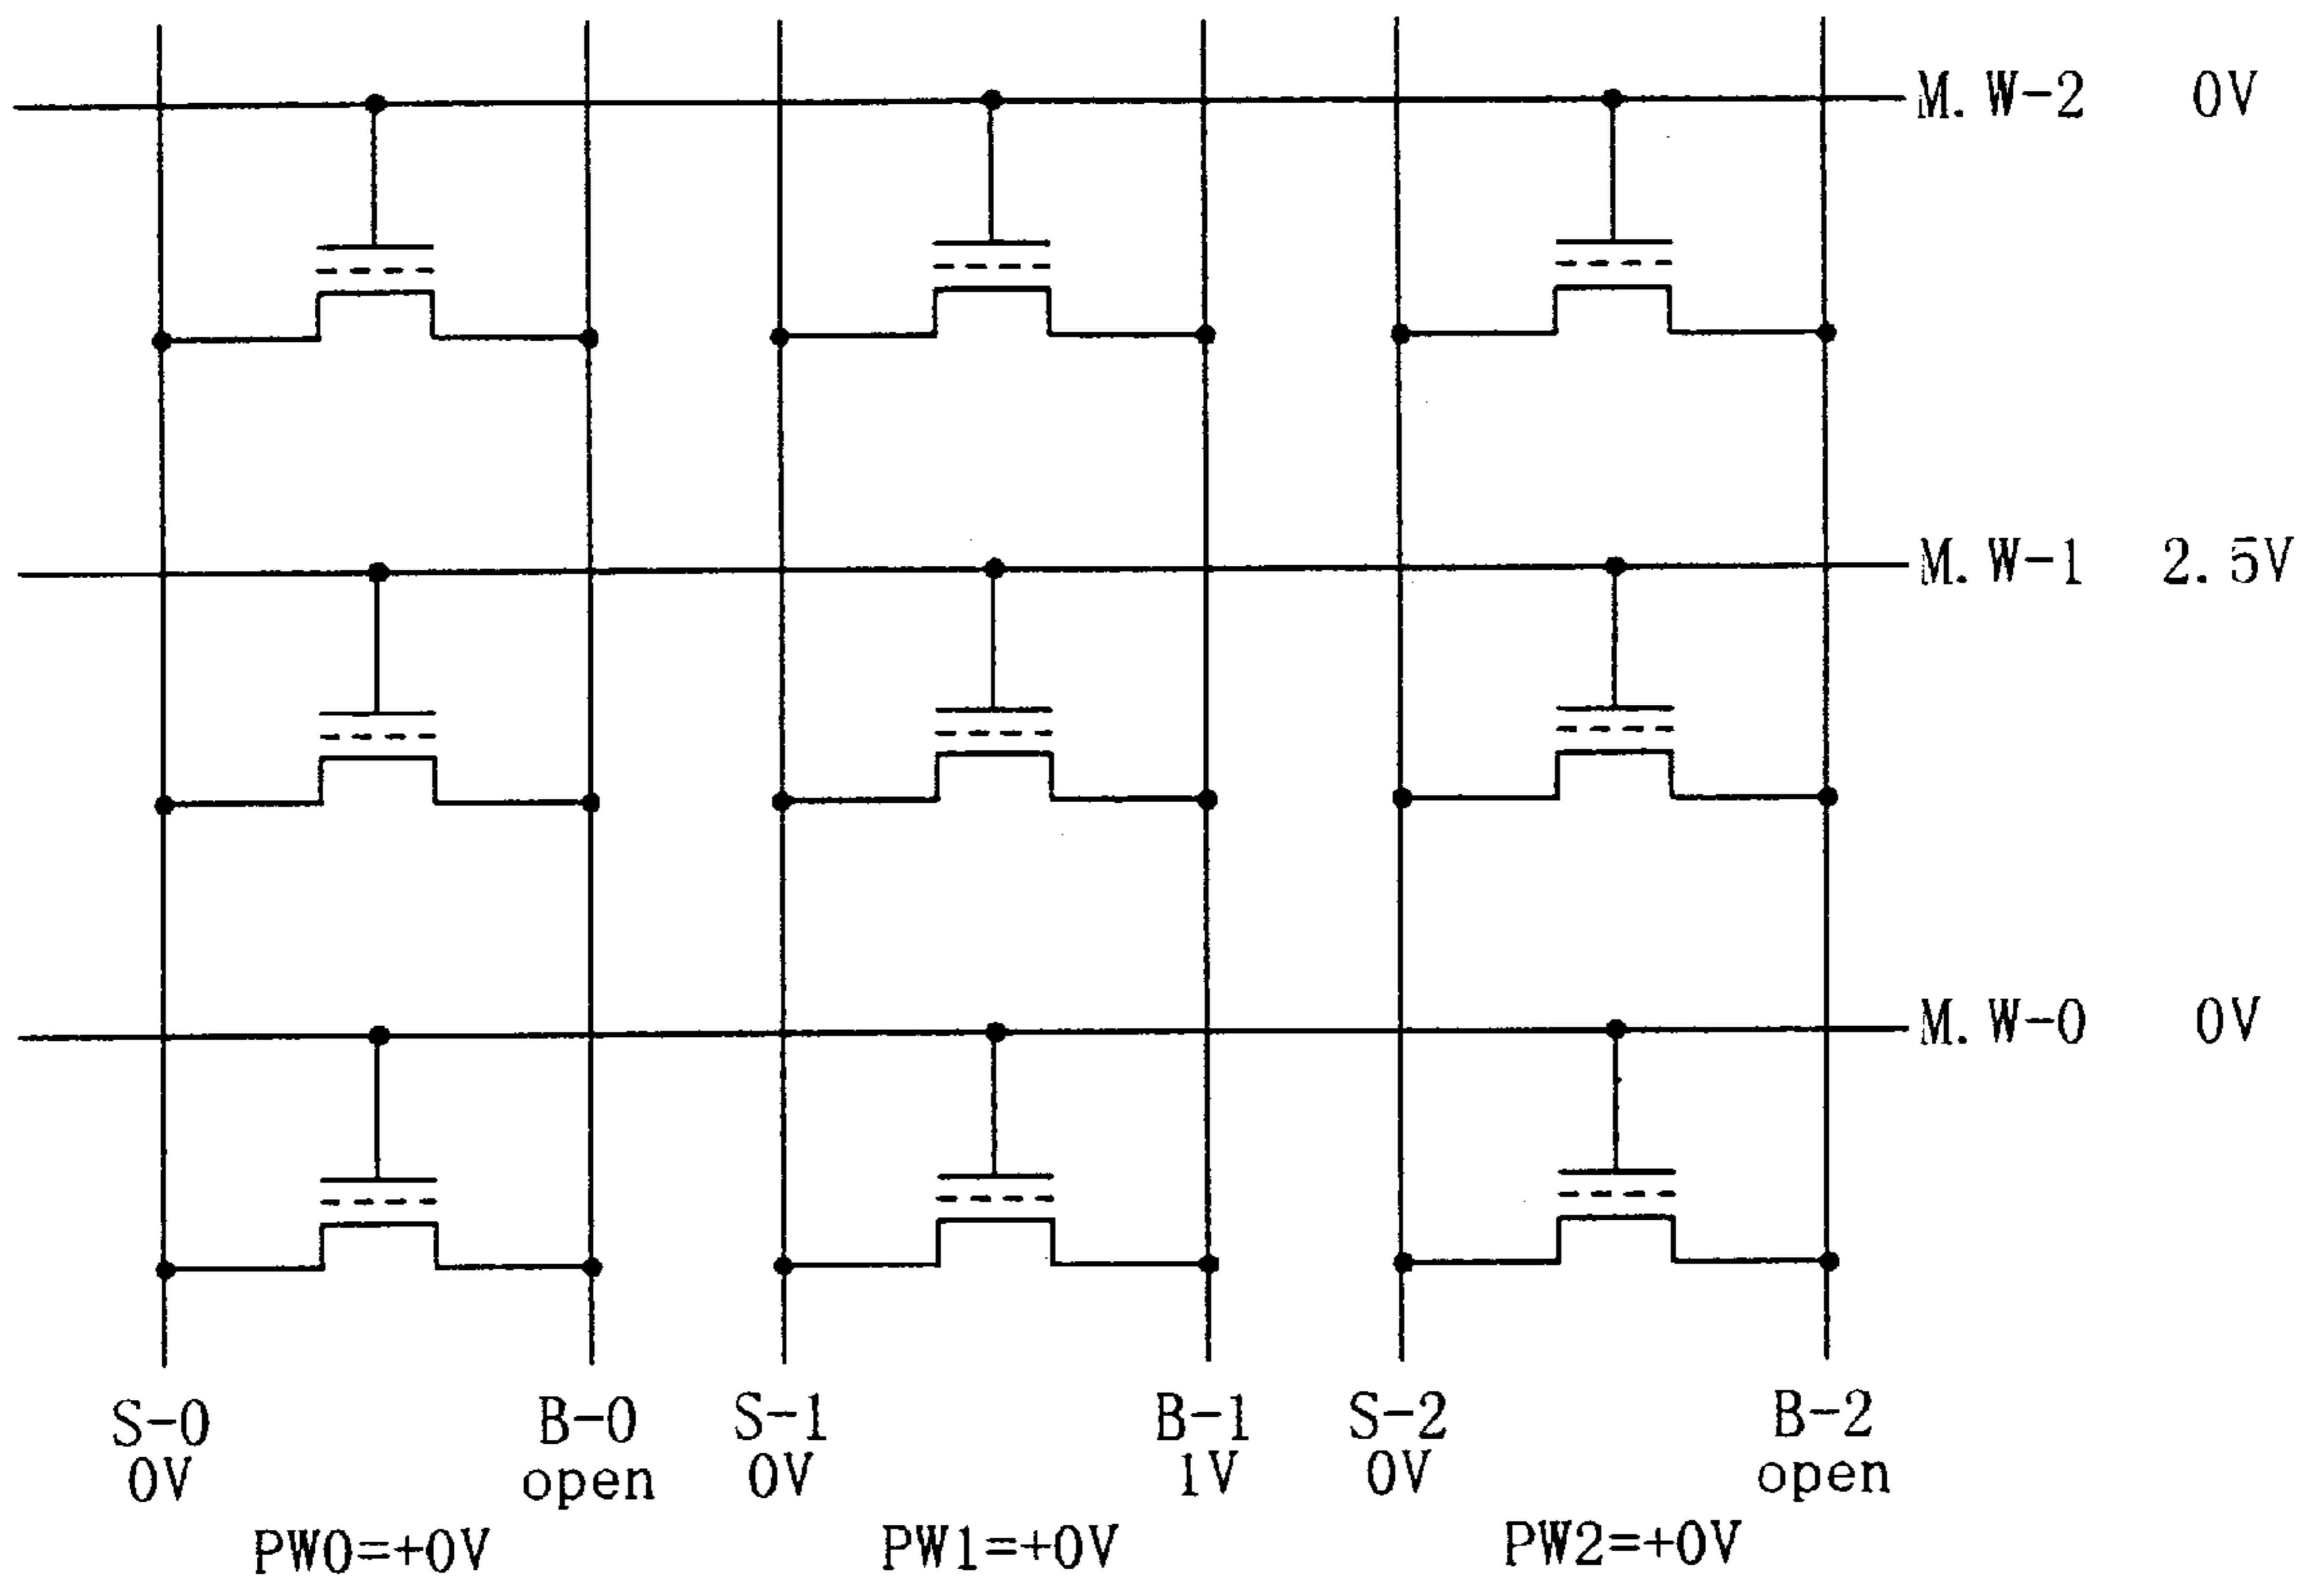 M. W-2 0V
M. W-1 2.5V
M. W-0 0V
S-0 B-0 S-1 B-1 S-2 B-2
0V open 0V 1V 0V open
PW0=+0V PW1=+0V PW2=+0V